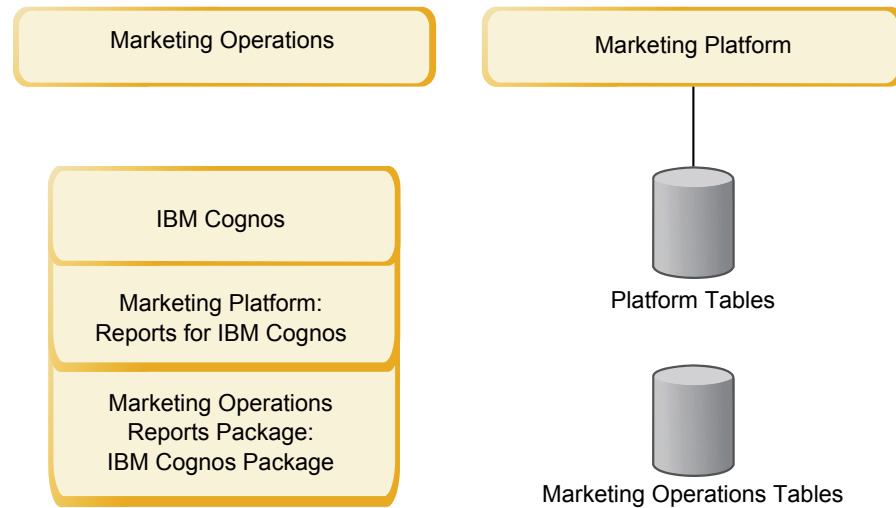 Marketing Operations
Marketing Platform
IBM Cognos
Marketing Platform:
Reports for IBM Cognos
Marketing Operations
Reports Package:
IBM Cognos Package
Platform Tables
Marketing Operations Tables